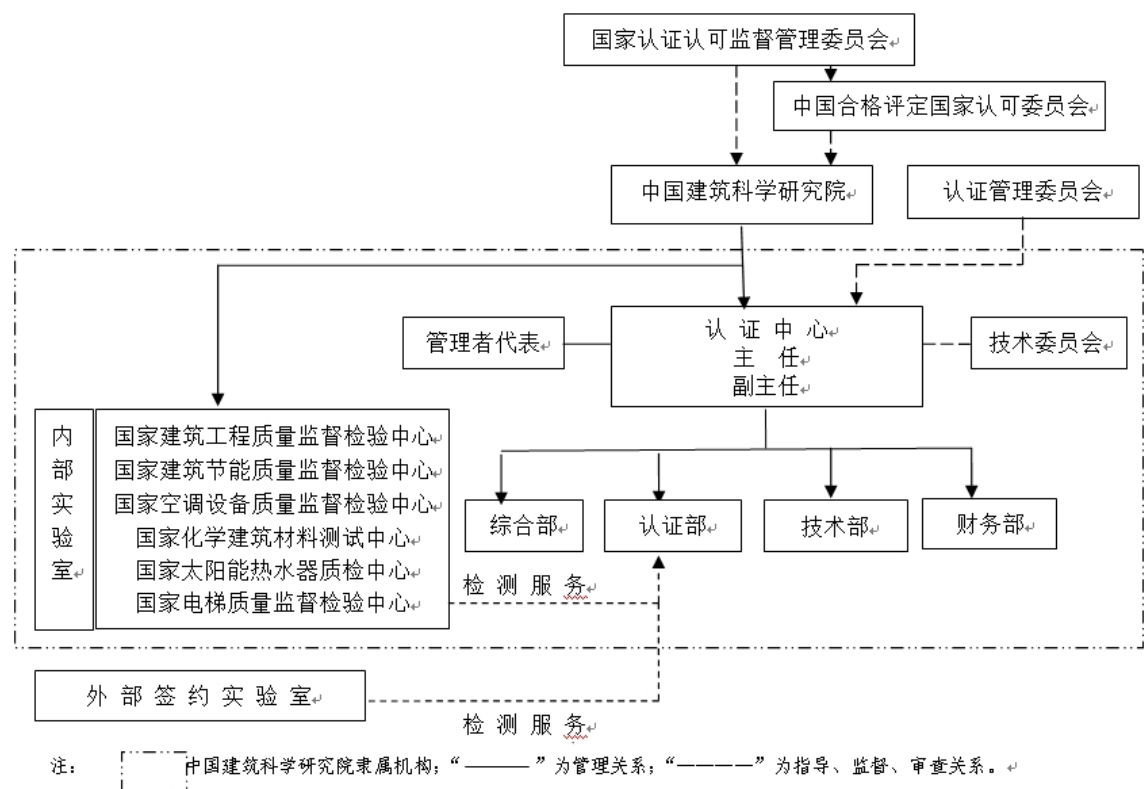 国家认证认可监督管理委员会
中国合格评定国家认可委员会
中国建筑科学研究院
认证管理委员会
管理者代表
认 证 中 心
主 任
副主任
技术委员会
内
部
实
验
室
国家建筑工程质量监督检验中心
国家建筑节能质量监督检验中心
国家空调设备质量监督检验中心
国家化学建筑材料测试中心
国家太阳能热水器质检中心
国家电梯质量监督检验中心
综合部
认证部
技术部
财务部
检 测 服 务
外 部 签 约 实 验 室
检 测 服 务
注： 中国建筑科学研究院隶属机构；“———”为管理关系；“————”为指导、监督、审查关系。